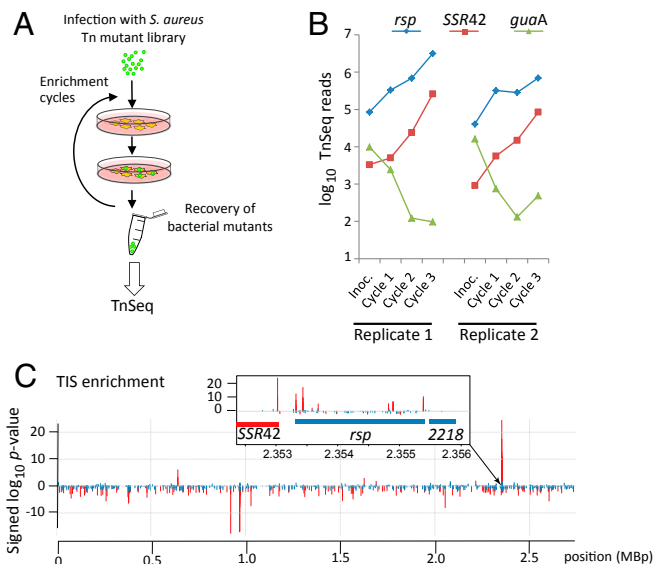 A
Infection with S. aureus
Tn mutant library
Enrichment
cycles
Recovery of
bacterial mutants
TnSeq
B
rsp SSR42 guaA
log10 TnSeq reads
7
6
5
4
3
2
1
Inoc. Cycle 1 Cycle 2 Cycle 3 Inoc. Cycle 1 Cycle 2 Cycle 3
Replicate 1 Replicate 2
C TIS enrichment
20
10
0
SSR42 rsp 2218
2.353 2.354 2.355 2.356
Signed log10 p-value
20
10
0
-10
0 0.5 1.0 1.5 2.0 2.5 position (MBp)